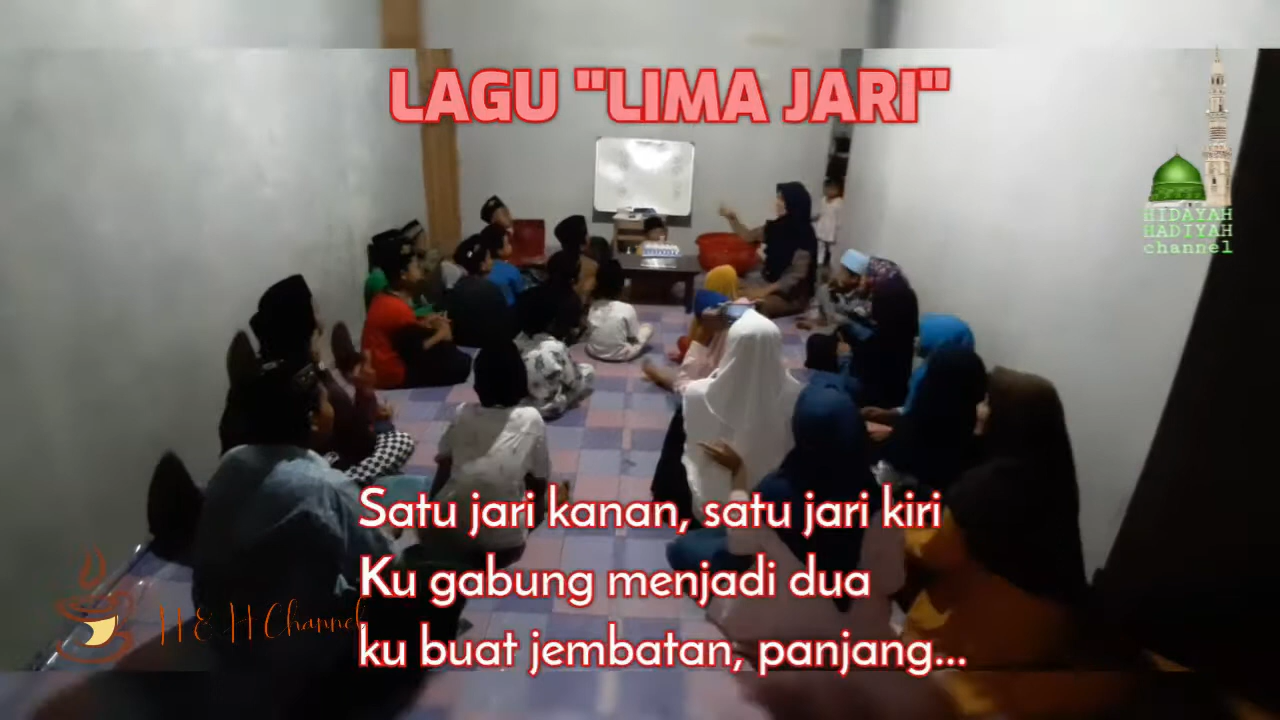 LAGU "LIMA JARI"
HIDAYAH
HADIYAH
channel
Satu jari kanan, satu jari kiri
Ku gabung menjadi dua
ku buat jembatan, panjang...
H & H Channel